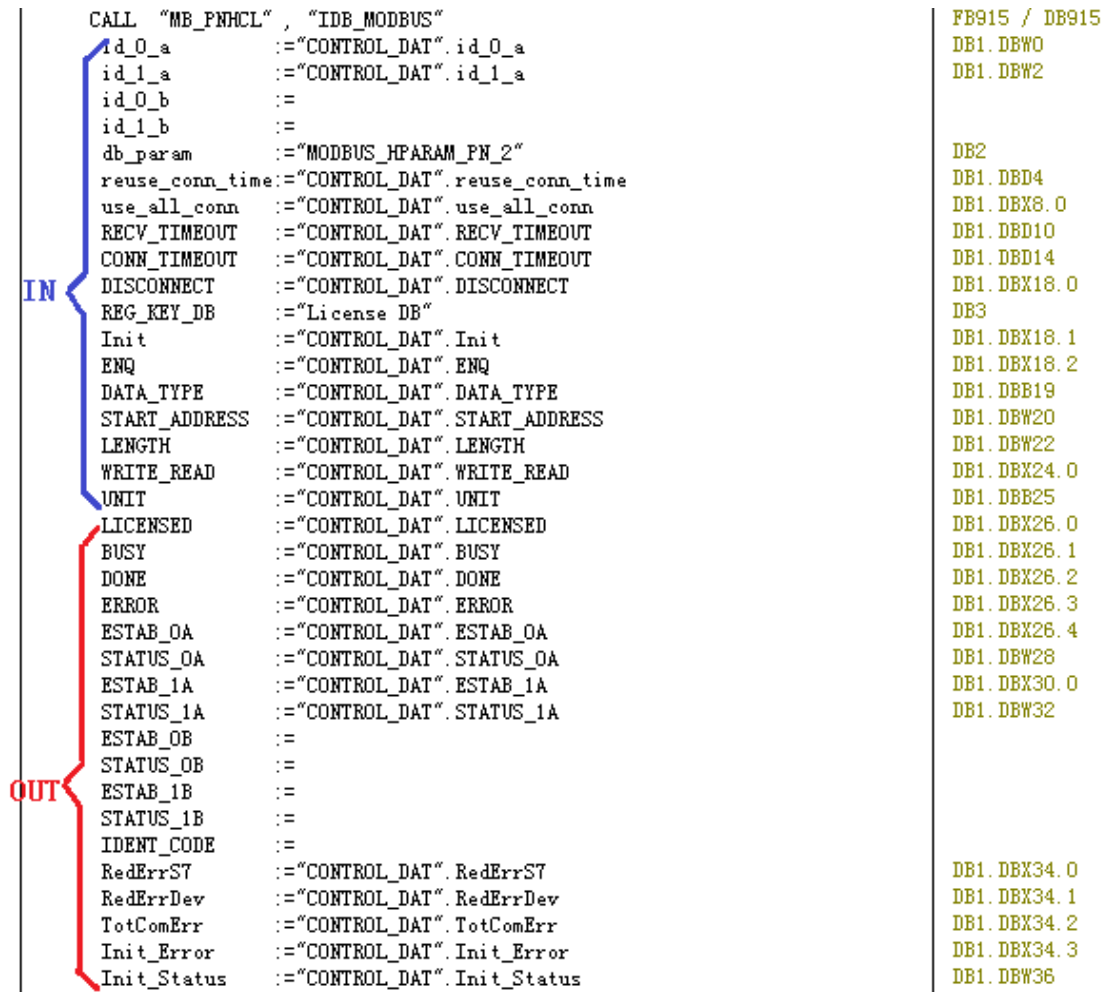 CALL "MB_PNHCL" , "IDB_MODBUS" FB915 / DB915
id_0_a :="CONTROL_DAT".id_0_a DB1.DBW0
id_1_a :="CONTROL_DAT".id_1_a DB1.DBW2
id_0_b :=
id_1_b :=
db_param :="MODBUS_HPARAM_PN_2" DB2
reuse_conn_time:="CONTROL_DAT".reuse_conn_time DB1.DBD4
use_all_conn :="CONTROL_DAT".use_all_conn DB1.DBX8.0
RECV_TIMEOUT :="CONTROL_DAT".RECV_TIMEOUT DB1.DBD10
CONN_TIMEOUT :="CONTROL_DAT".CONN_TIMEOUT DB1.DBD14
IN DISCONNECT :="CONTROL_DAT".DISCONNECT DB1.DBX18.0
REG_KEY_DB :="License DB" DB3
Init :="CONTROL_DAT".Init DB1.DBX18.1
ENQ :="CONTROL_DAT".ENQ DB1.DBX18.2
DATA_TYPE :="CONTROL_DAT".DATA_TYPE DB1.DBB19
START_ADDRESS :="CONTROL_DAT".START_ADDRESS DB1.DBW20
LENGTH :="CONTROL_DAT".LENGTH DB1.DBW22
WRITE_READ :="CONTROL_DAT".WRITE_READ DB1.DBX24.0
UNIT :="CONTROL_DAT".UNIT DB1.DBB25
LICENSED :="CONTROL_DAT".LICENSED DB1.DBX26.0
BUSY :="CONTROL_DAT".BUSY DB1.DBX26.1
DONE :="CONTROL_DAT".DONE DB1.DBX26.2
ERROR :="CONTROL_DAT".ERROR DB1.DBX26.3
ESTAB_0A :="CONTROL_DAT".ESTAB_0A DB1.DBX26.4
STATUS_0A :="CONTROL_DAT".STATUS_0A DB1.DBW28
ESTAB_1A :="CONTROL_DAT".ESTAB_1A DB1.DBX30.0
STATUS_1A :="CONTROL_DAT".STATUS_1A DB1.DBW32
ESTAB_0B :=
STATUS_0B :=
OUT ESTAB_1B :=
STATUS_1B :=
IDENT_CODE :=
RedErrS7 :="CONTROL_DAT".RedErrS7 DB1.DBX34.0
RedErrDev :="CONTROL_DAT".RedErrDev DB1.DBX34.1
TotComErr :="CONTROL_DAT".TotComErr DB1.DBX34.2
Init_Error :="CONTROL_DAT".Init_Error DB1.DBX34.3
Init_Status :="CONTROL_DAT".Init_Status DB1.DBW36